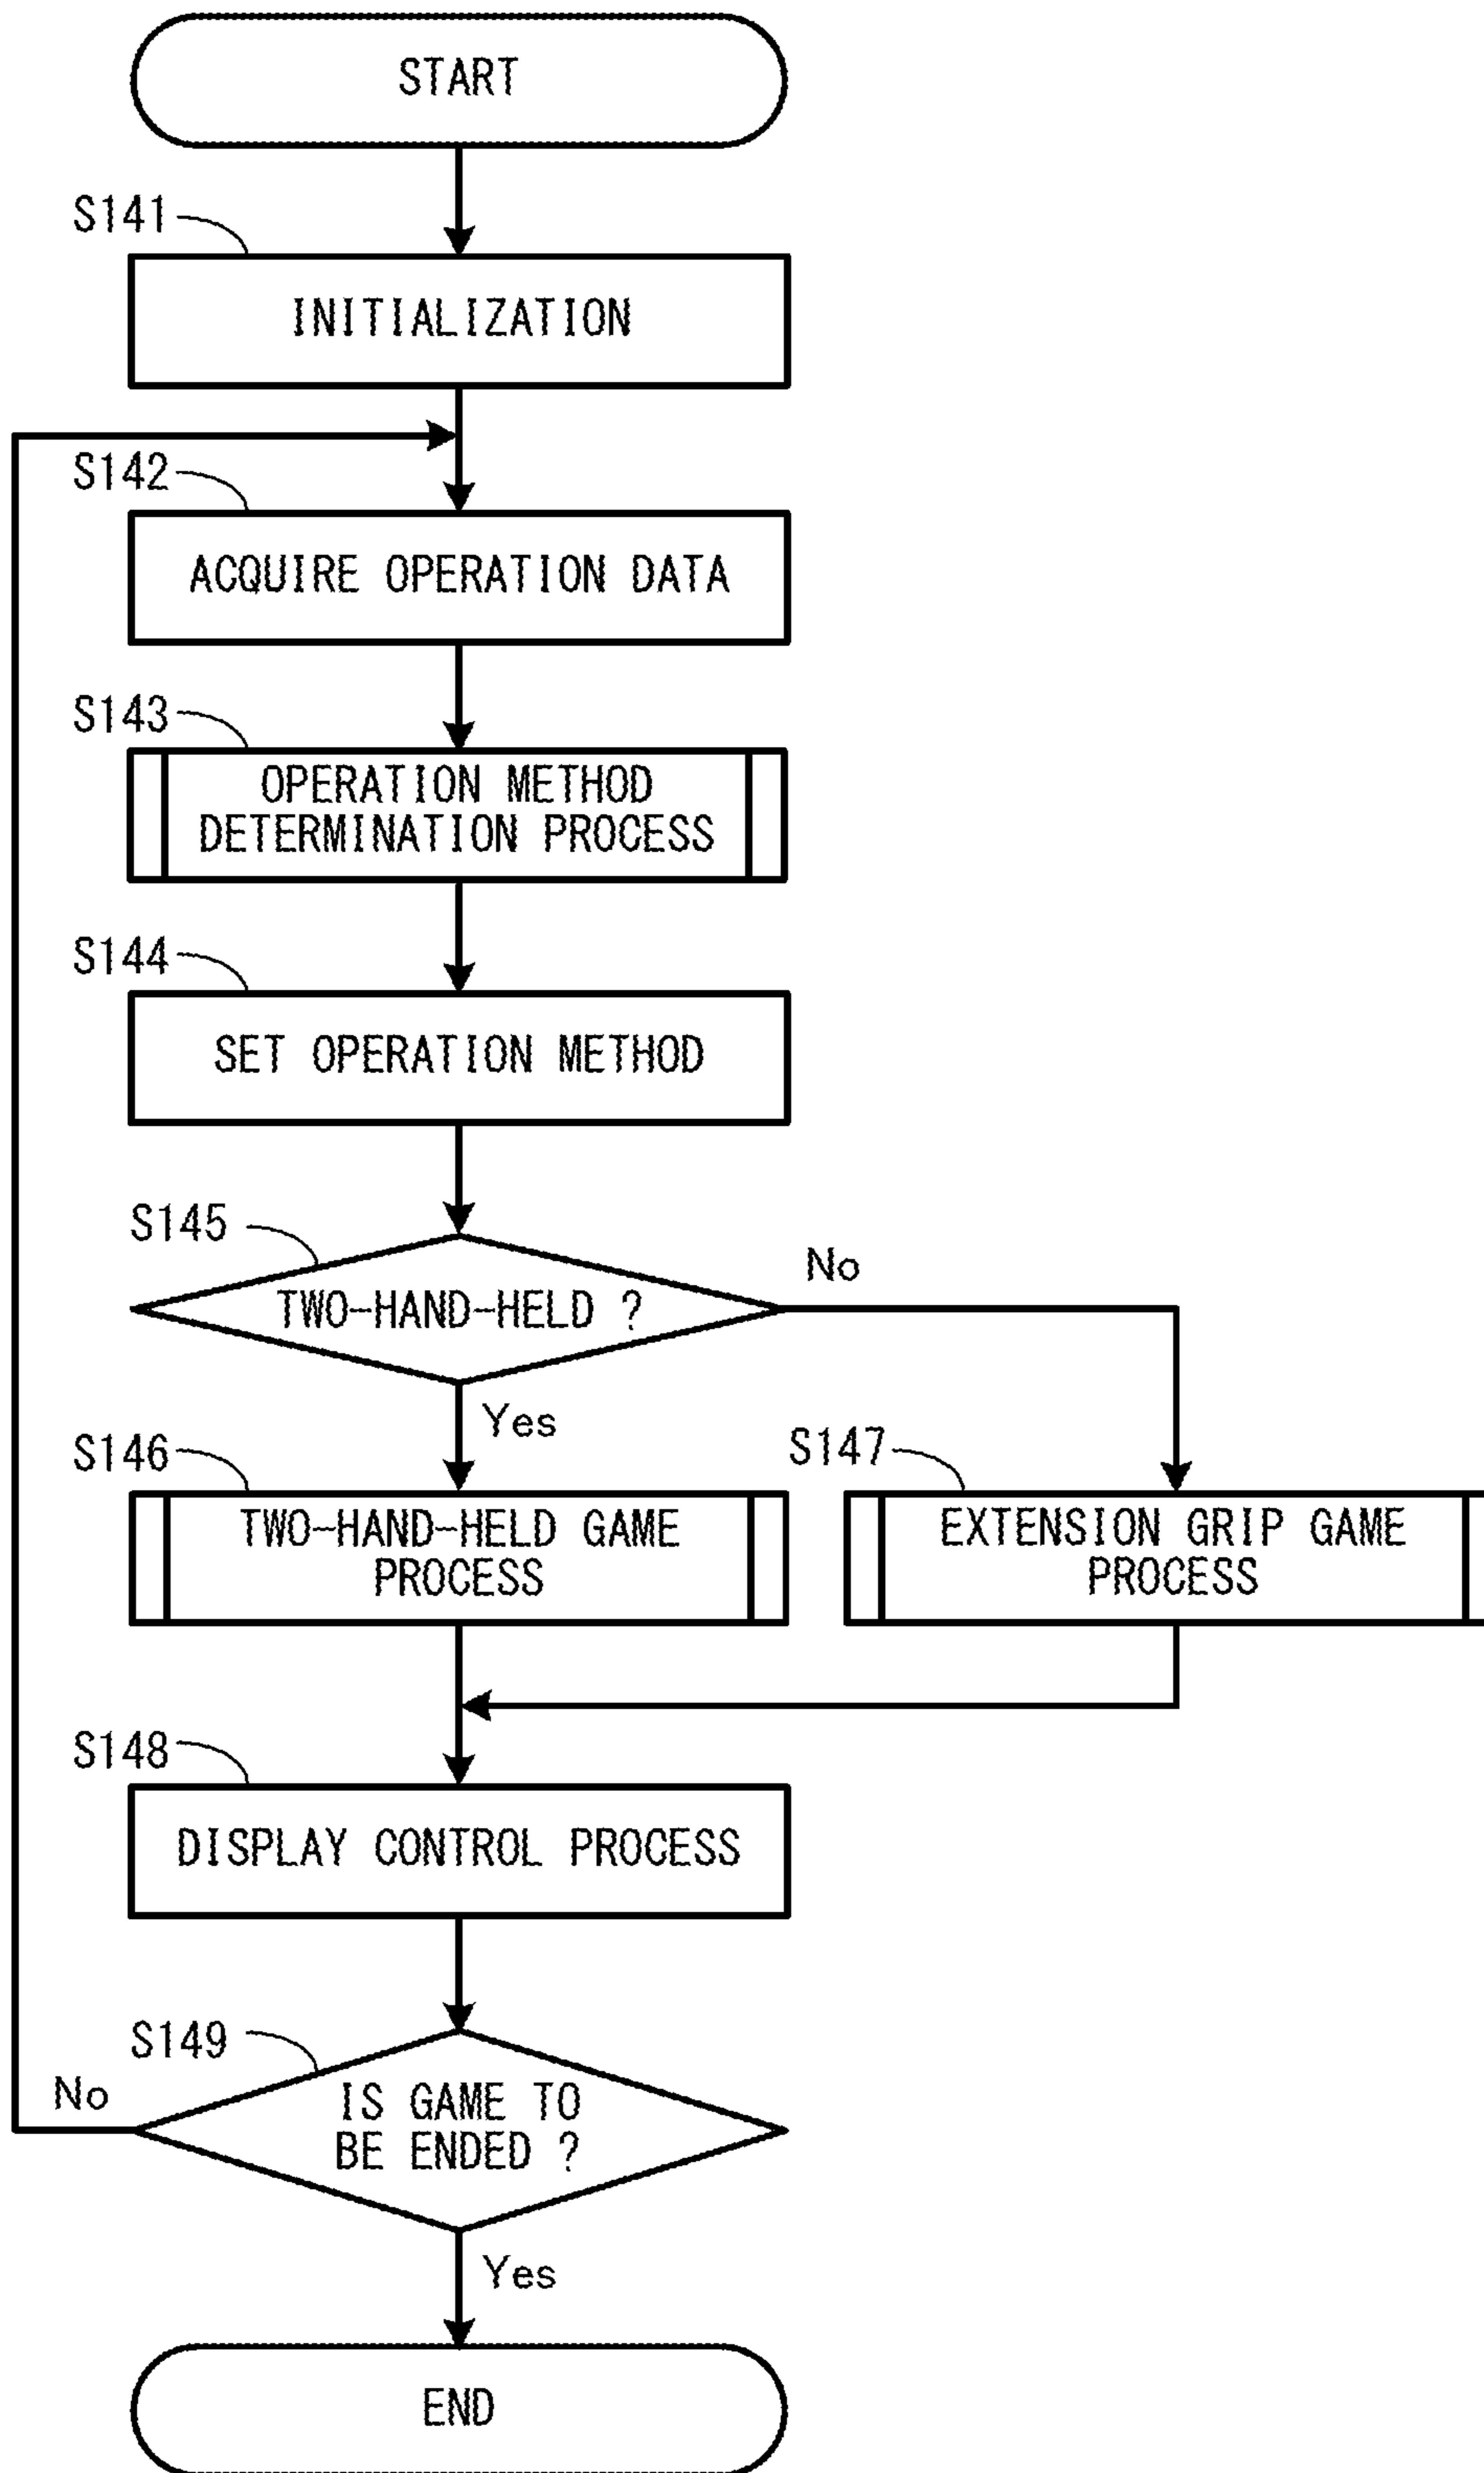 START
S141
INITIALIZATION
S142
ACQUIRE OPERATION DATA
S143
OPERATION METHOD
DETERMINATION PROCESS
S144
SET OPERATION METHOD
S145
TWO-HAND-HELD ?
No
Yes
S146
TWO-HAND-HELD GAME
PROCESS
S147
EXTENSION GRIP GAME
PROCESS
S148
DISPLAY CONTROL PROCESS
S149
No
IS GAME TO
BE ENDED ?
Yes
END